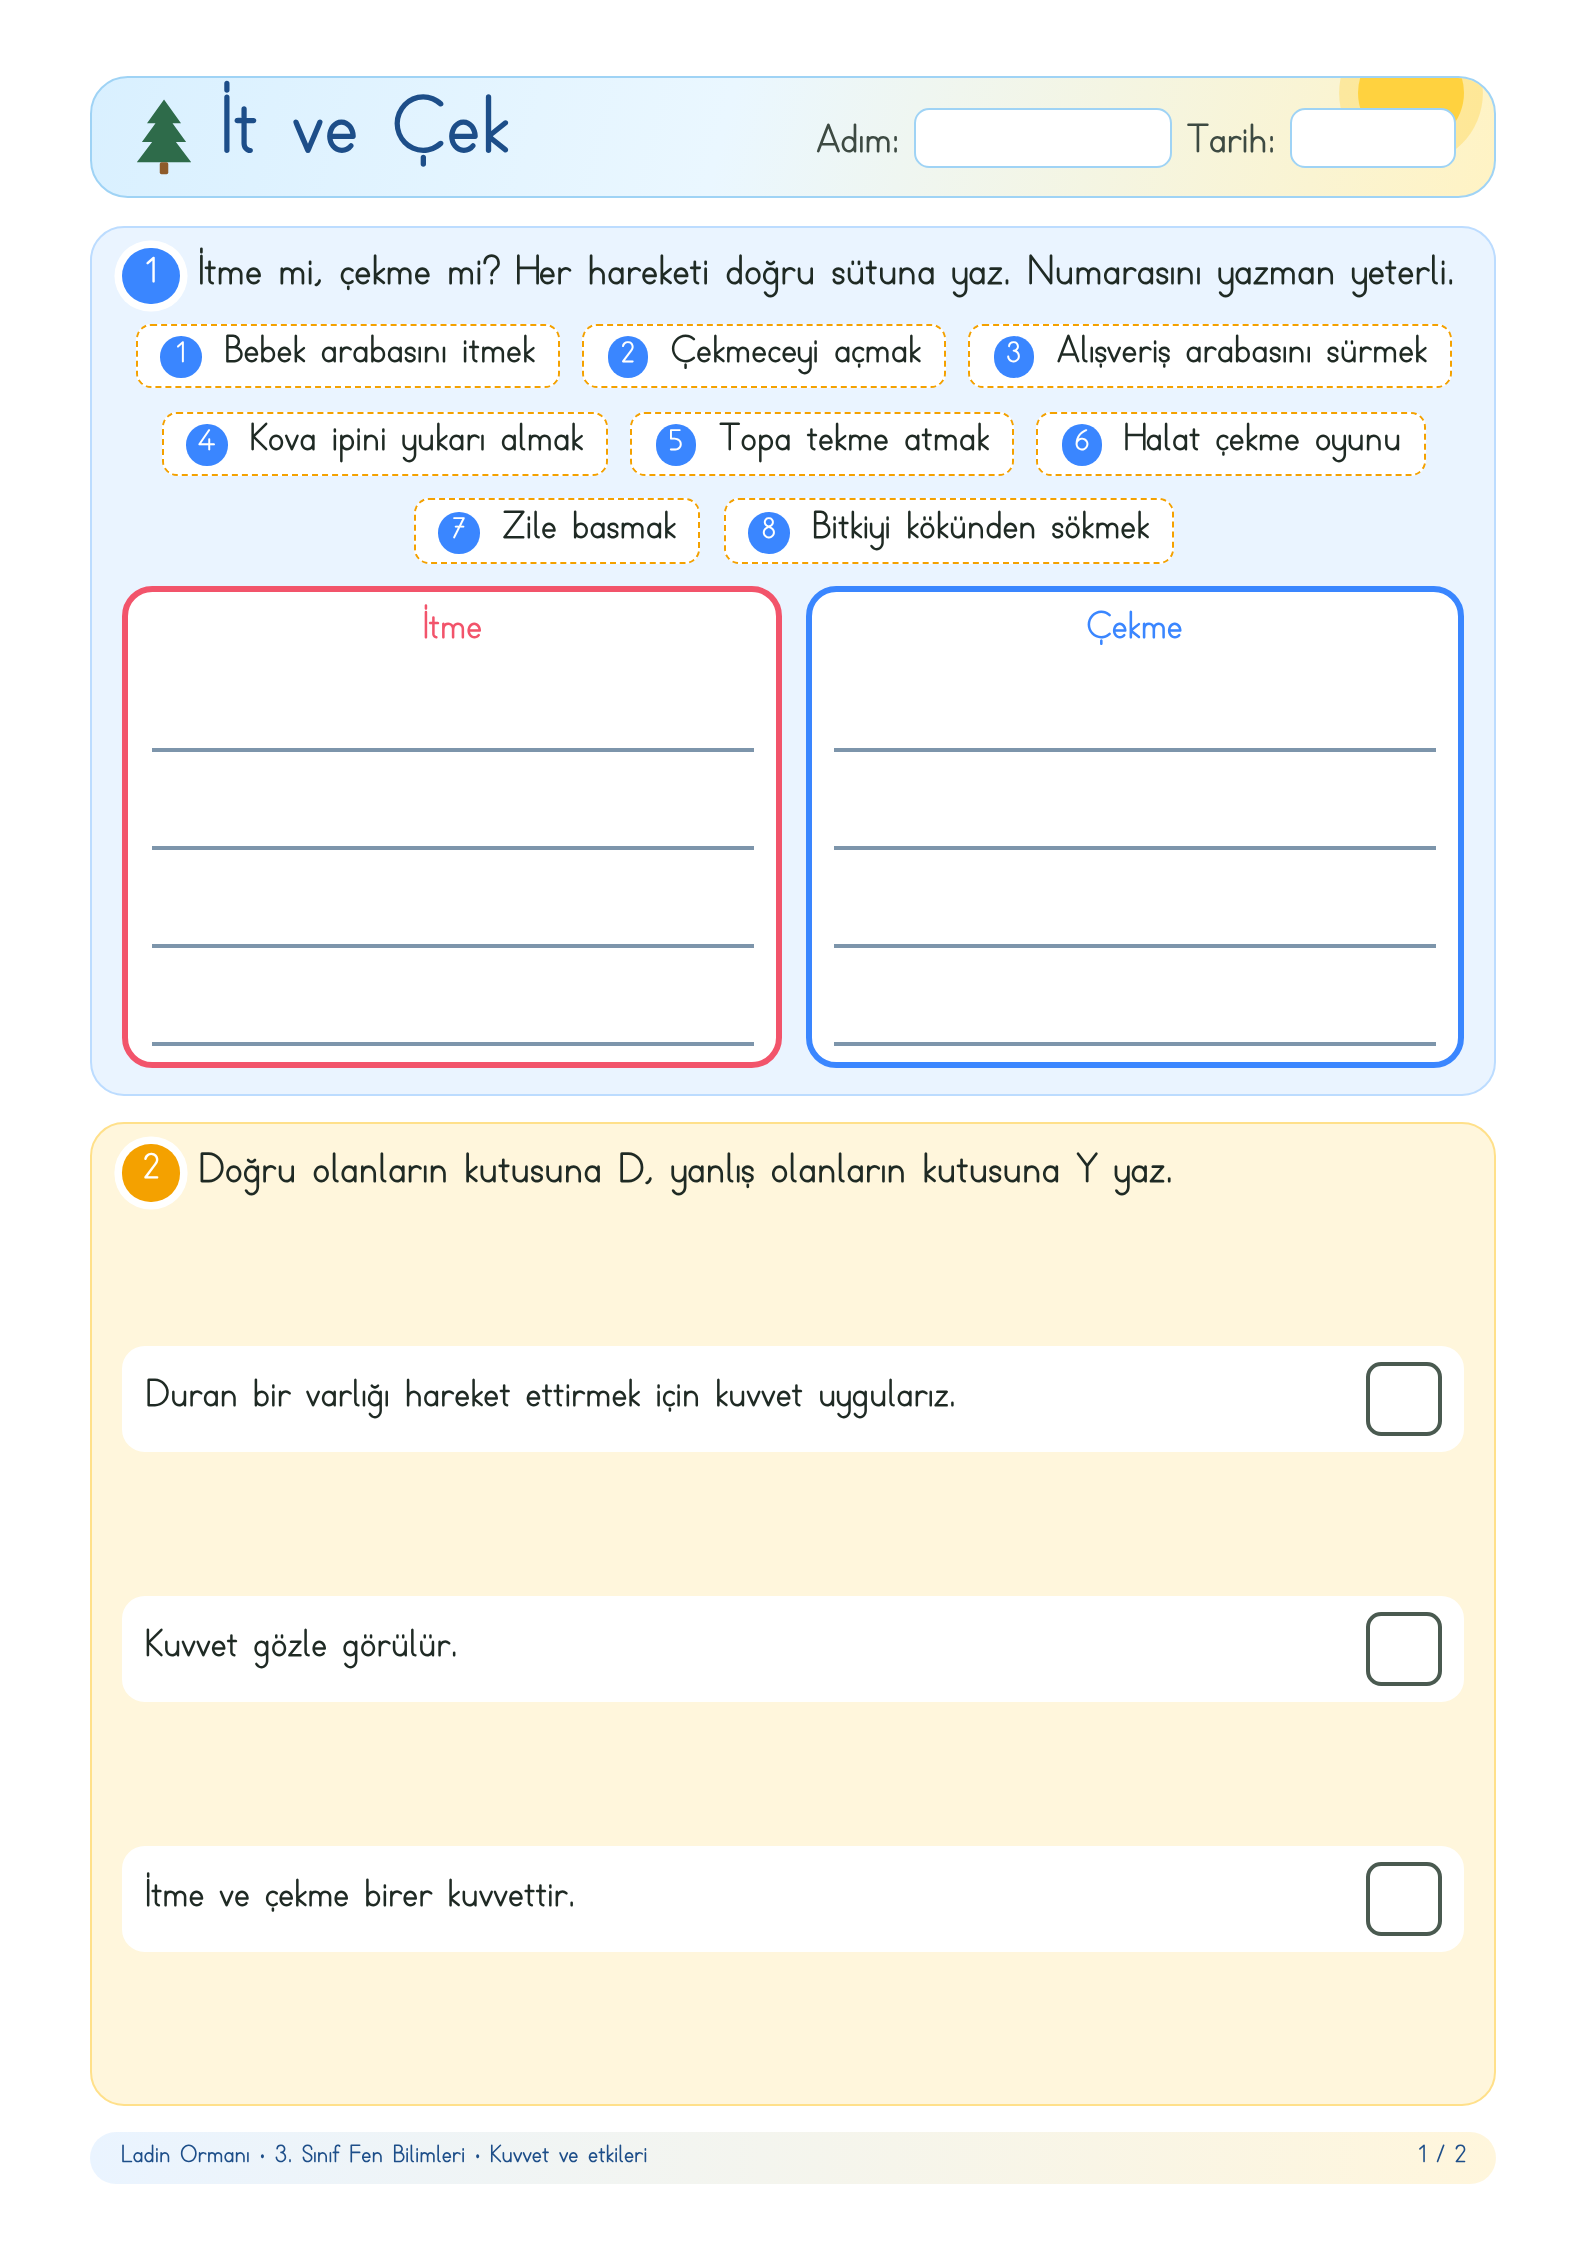 İt ve Çek
Adım:
Tarih:
1 İtme mi, çekme mi? Her hareketi doğru sütuna yaz. Numarasını yazman yeterli.
1 Bebek arabasını itmek
2 Çekmeceyi açmak
3 Alışveriş arabasını sürmek
4 Kova ipini yukarı almak
5 Topa tekme atmak
6 Halat çekme oyunu
7 Zile basmak
8 Bitkiyi kökünden sökmek
İtme
Çekme
2 Doğru olanların kutusuna D, yanlış olanların kutusuna Y yaz.
Duran bir varlığı hareket ettirmek için kuvvet uygularız.
Kuvvet gözle görülür.
İtme ve çekme birer kuvvettir.
Ladin Ormanı • 3. Sınıf Fen Bilimleri • Kuvvet ve etkileri
1 / 2